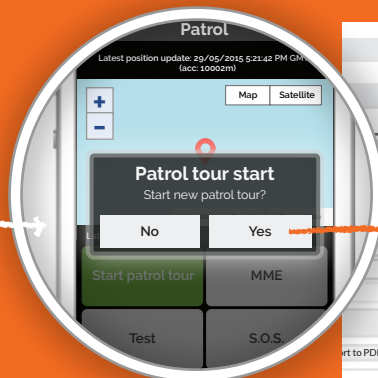 Patrol
Latest position update: 29/05/2015 5:21:42 PM GMT
(acc: 10002m)
+
Map Satellite
−
Patrol tour start
Start new patrol tour?
No Yes
Start patrol tour MME
Test S.O.S.
ort to PDF